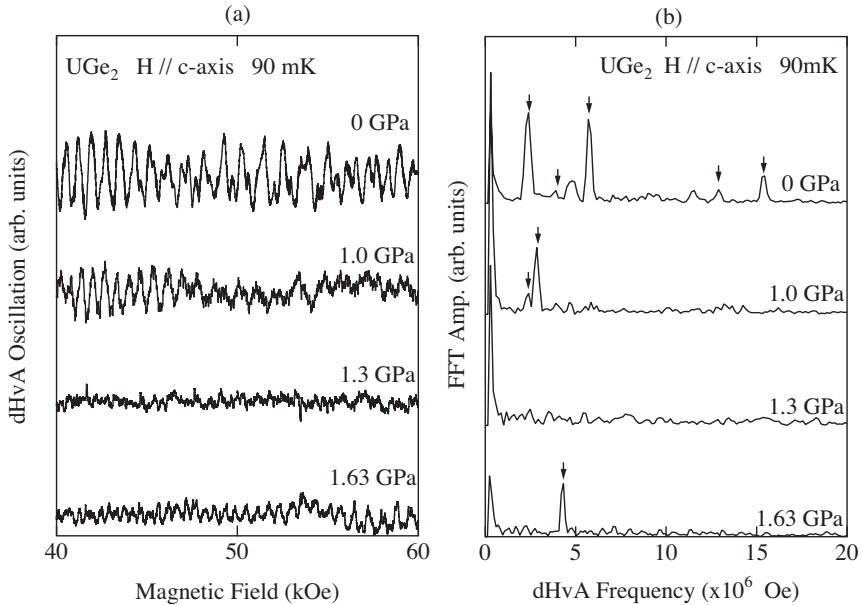 (a)
UGe₂ H // c-axis 90 mK
0 GPa
1.0 GPa
1.3 GPa
1.63 GPa
dHvA Oscillation (arb. units)
40 50 60
Magnetic Field (kOe)
(b)
UGe₂ H // c-axis 90mK
0 GPa
1.0 GPa
1.3 GPa
1.63 GPa
FFT Amp. (arb. units)
0 5 10 15 20
dHvA Frequency (x10⁶ Oe)